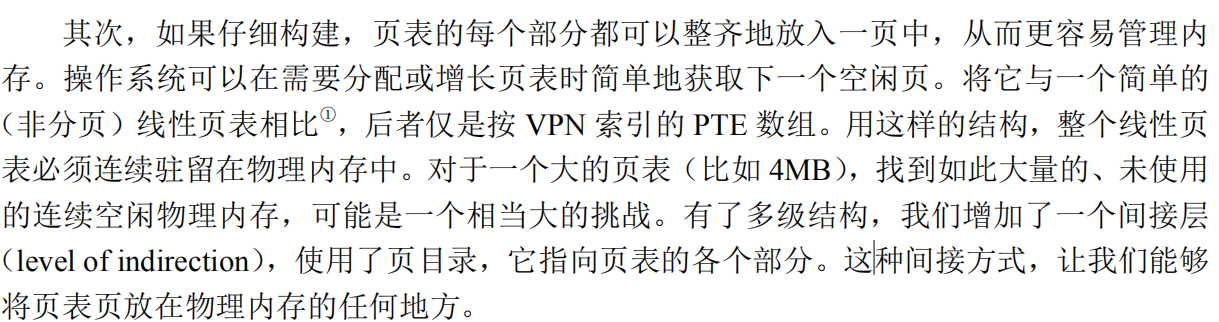 其次，如果仔细构建，页表的每个部分都可以整齐地放入一页中，从而更容易管理内
存。操作系统可以在需要分配或增长页表时简单地获取下一个空闲页。将它与一个简单的
（非分页）线性页表相比①，后者仅是按 VPN 索引的 PTE 数组。用这样的结构，整个线性页
表必须连续驻留在物理内存中。对于一个大的页表（比如 4MB），找到如此大量的、未使用
的连续空闲物理内存，可能是一个相当大的挑战。有了多级结构，我们增加了一个间接层
（level of indirection），使用了页目录，它指向页表的各个部分。这种间接方式，让我们能够
将页表页放在物理内存的任何地方。